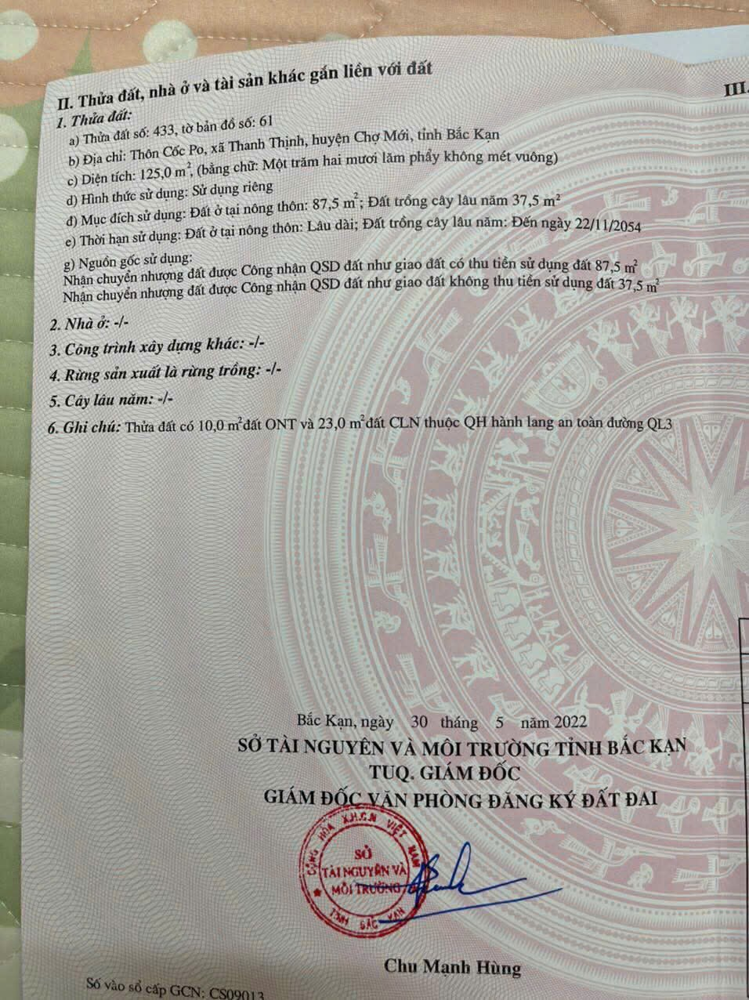 II. Thửa đất, nhà ở và tài sản khác gắn liền với đất
1. Thửa đất:
a) Thửa đất số: 433, tờ bản đồ số: 61
b) Địa chỉ: Thôn Cốc Po, xã Thanh Thịnh, huyện Chợ Mới, tỉnh Bắc Kạn
c) Diện tích: 125,0 m², (bằng chữ: Một trăm hai mươi lăm phẩy không mét vuông)
d) Hình thức sử dụng: Sử dụng riêng
đ) Mục đích sử dụng: Đất ở tại nông thôn: 87,5 m²; Đất trồng cây lâu năm 37,5 m²
e) Thời hạn sử dụng: Đất ở tại nông thôn: Lâu dài; Đất trồng cây lâu năm: Đến ngày 22/11/2054
g) Nguồn gốc sử dụng:
Nhận chuyển nhượng đất được Công nhận QSD đất như giao đất có thu tiền sử dụng đất 87,5 m²
Nhận chuyển nhượng đất được Công nhận QSD đất như giao đất không thu tiền sử dụng đất 37,5 m²
2. Nhà ở: -/-
3. Công trình xây dựng khác: -/-
4. Rừng sản xuất là rừng trồng: -/-
5. Cây lâu năm: -/-
6. Ghi chú: Thửa đất có 10,0 m² đất ONT và 23,0 m² đất CLN thuộc QH hành lang an toàn đường QL3
III.
Bắc Kạn, ngày 30 tháng 5 năm 2022
SỞ TÀI NGUYÊN VÀ MÔI TRƯỜNG TỈNH BẮC KẠN
TUQ. GIÁM ĐỐC
GIÁM ĐỐC VĂN PHÒNG ĐĂNG KÝ ĐẤT ĐAI
CỘNG HÒA X.H.C.N VIỆT NAM
SỞ
TÀI NGUYÊN VÀ
MÔI TRƯỜNG
TỈNH BẮC KẠN
Chu Mạnh Hùng
Số vào sổ cấp GCN: CS09013